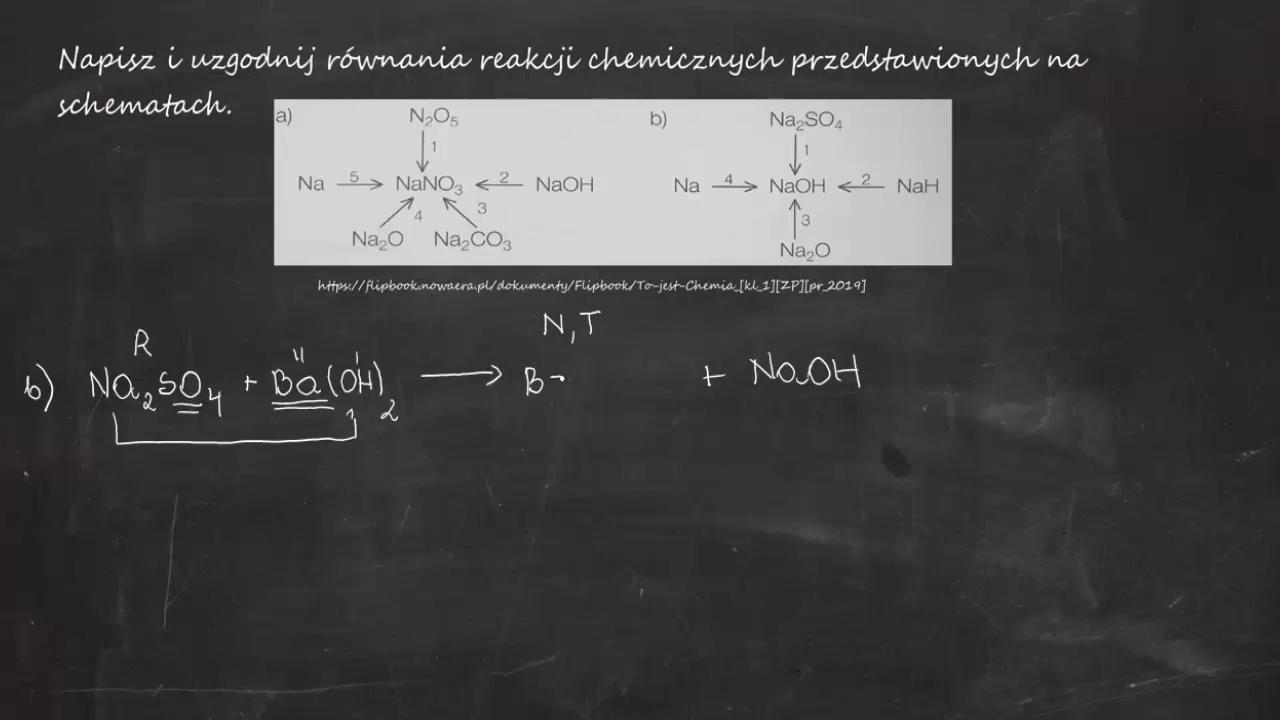 Napisz i uzgodnij równania reakcji chemicznych przedstawionych na
schematach.
a) N₂O₅ b) Na₂SO₄
1 1
Na 5 NaNO₃ 2 NaOH Na 4 NaOH 2 NaH
4 3 3
Na₂O Na₂CO₃ Na₂O
https://flipbook.nowaera.pl/dokumenty/Flipbook/To-jest-Chemia_[kl_1][ZP][pr_2019]
N,T
R II I
b) Na₂SO₄ + Ba(OH)₂ → B + NaOH